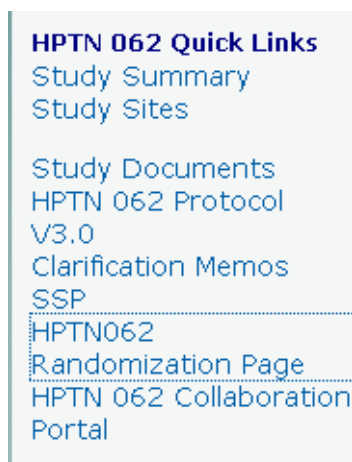 HPTN 062 Quick Links
Study Summary
Study Sites
Study Documents
HPTN 062 Protocol
V3.0
Clarification Memos
SSP
HPTN062
Randomization Page
HPTN 062 Collaboration
Portal